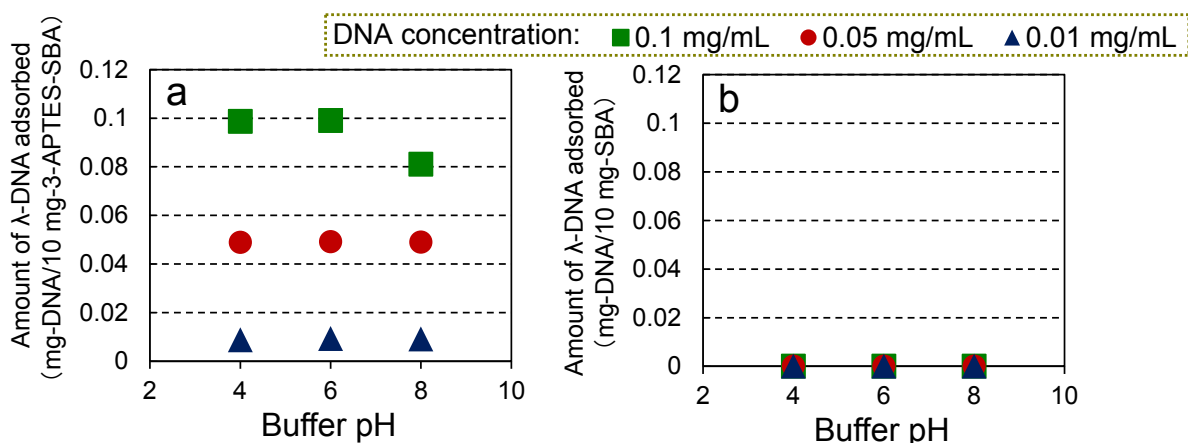 DNA concentration: 0.1 mg/mL 0.05 mg/mL 0.01 mg/mL
a
Amount of λ-DNA adsorbed
(mg-DNA/10 mg-3-APTES-SBA)
0.12
0.1
0.08
0.06
0.04
0.02
0
2 4 6 8 10
Buffer pH
b
Amount of λ-DNA adsorbed
(mg-DNA/10 mg-SBA)
0.12
0.1
0.08
0.06
0.04
0.02
0
2 4 6 8 10
Buffer pH